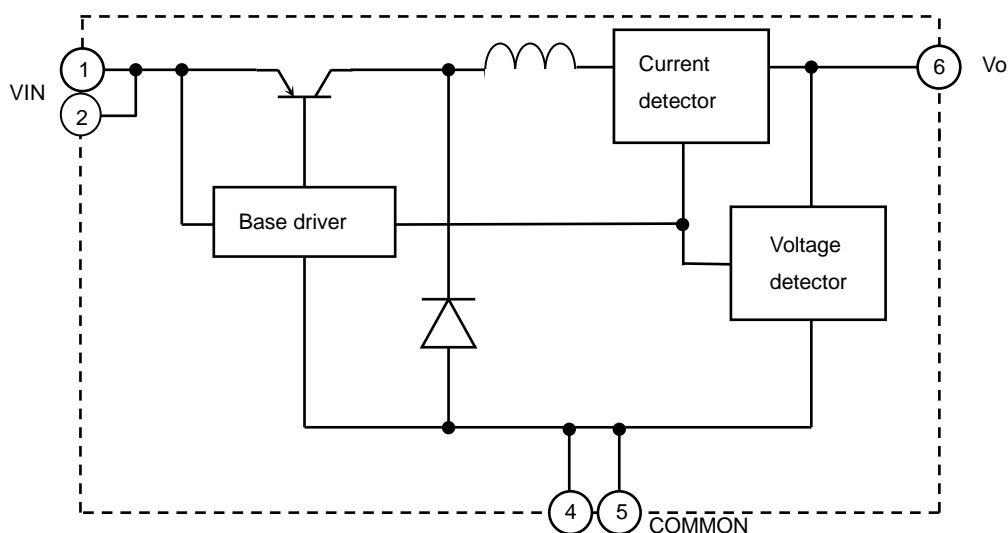 1
VIN
2
Current
detector
6
Vo
Base driver
Voltage
detector
4
5
COMMON